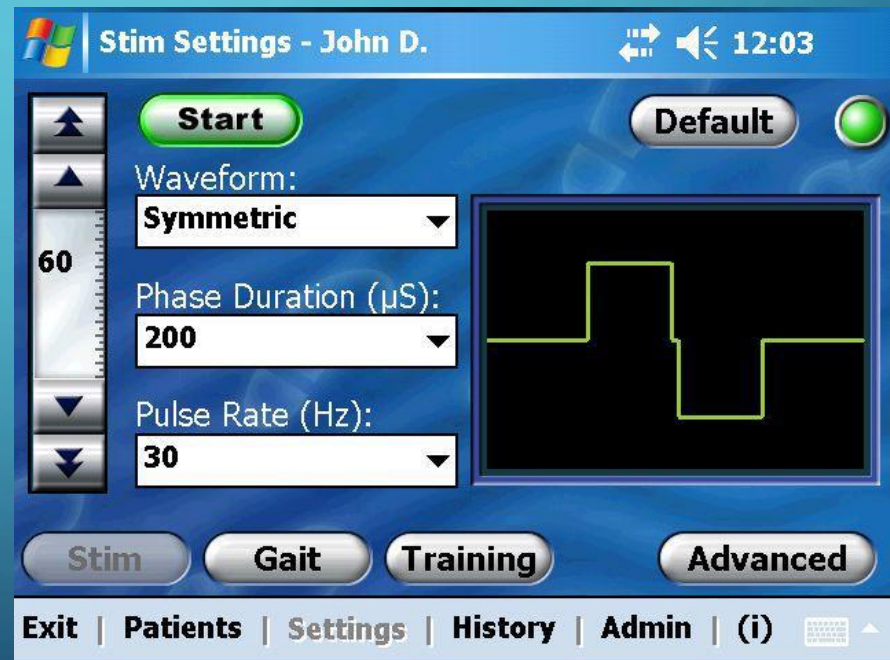 Stim Settings - John D. 12:03
Start Default
Waveform:
Symmetric
60
Phase Duration (µS):
200
Pulse Rate (Hz):
30
Stim Gait Training Advanced
Exit | Patients | Settings | History | Admin | (i)